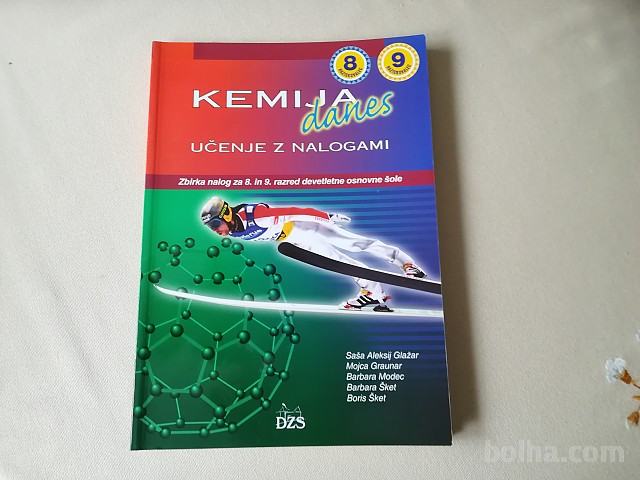 8
9
KEMIJA
danes
UČENJE Z NALOGAMI
Zbirka nalog za 8. in 9. razred devetletne osnovne šole
Saša Aleksij Glažar
Mojca Graunar
Barbara Modec
Barbara Šket
Boris Šket
DZS
bolha.com